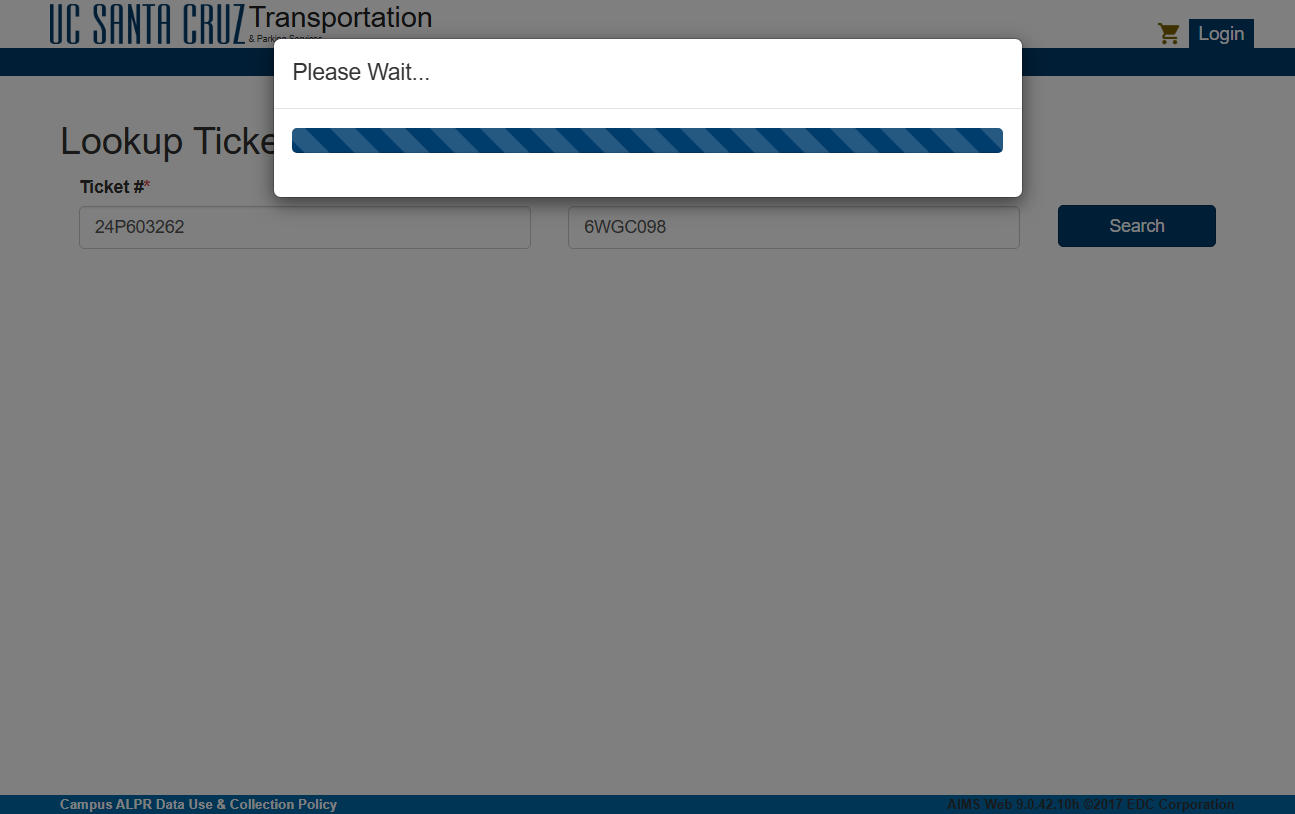 UC SANTA CRUZ Transportation
& Parking Services
Login
Please Wait...
Lookup Ticke
Ticket #*
24P603262
6WGC098
Search
Campus ALPR Data Use & Collection Policy
AIMS Web 9.0.42.10h ©2017 EDC Corporation